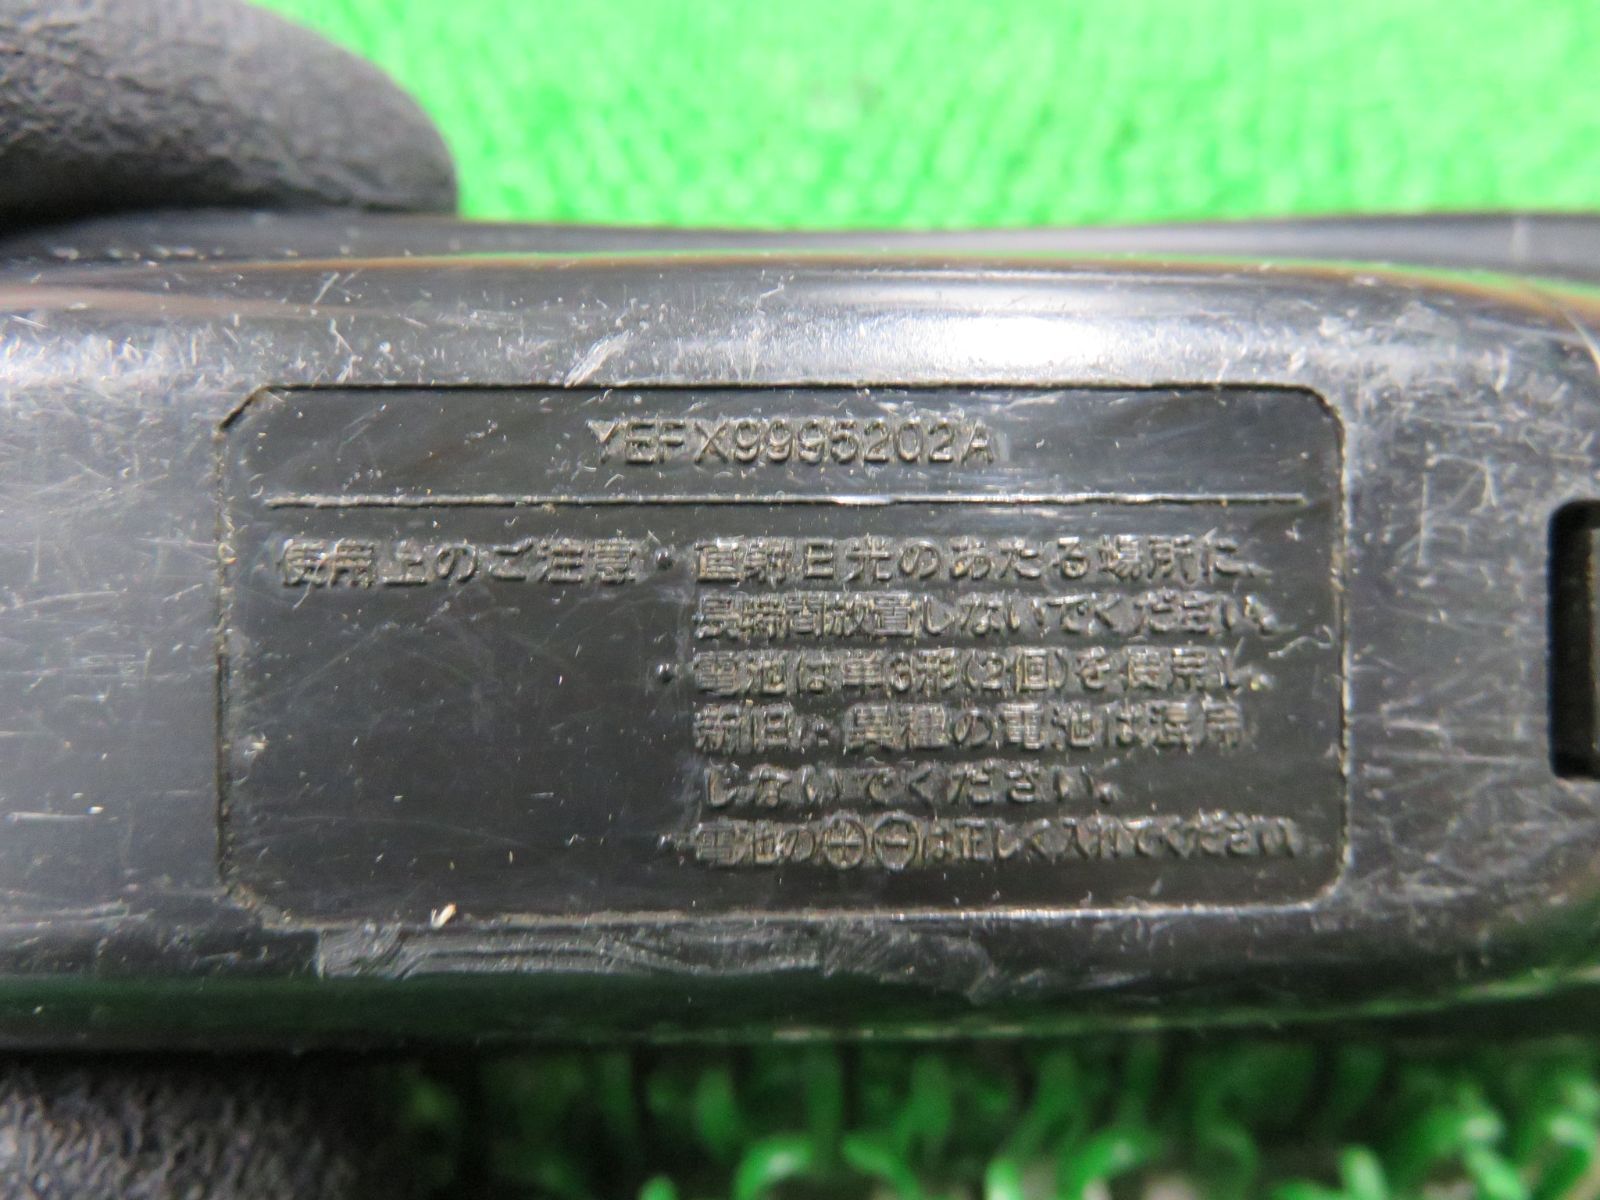 YEFX9995202A
使用上のご注意・直射日光のあたる場所に、
長時間放置しないでください。
・電池は単3形(2個)を使用し、
新旧、異種の電池は混用
しないでください。
・電池の⊕⊖は正しく入れてください